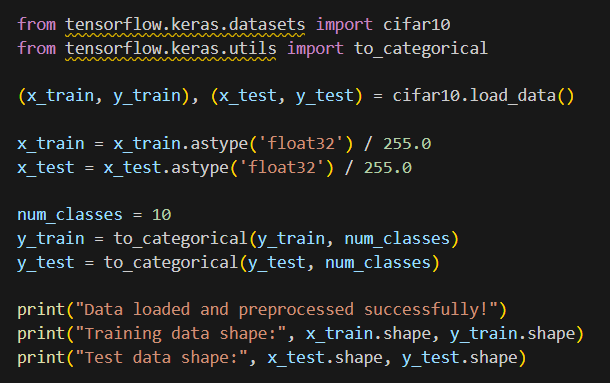 from tensorflow.keras.datasets import cifar10
from tensorflow.keras.utils import to_categorical
(x_train, y_train), (x_test, y_test) = cifar10.load_data()
x_train = x_train.astype('float32') / 255.0
x_test = x_test.astype('float32') / 255.0
num_classes = 10
y_train = to_categorical(y_train, num_classes)
y_test = to_categorical(y_test, num_classes)
print("Data loaded and preprocessed successfully!")
print("Training data shape:", x_train.shape, y_train.shape)
print("Test data shape:", x_test.shape, y_test.shape)